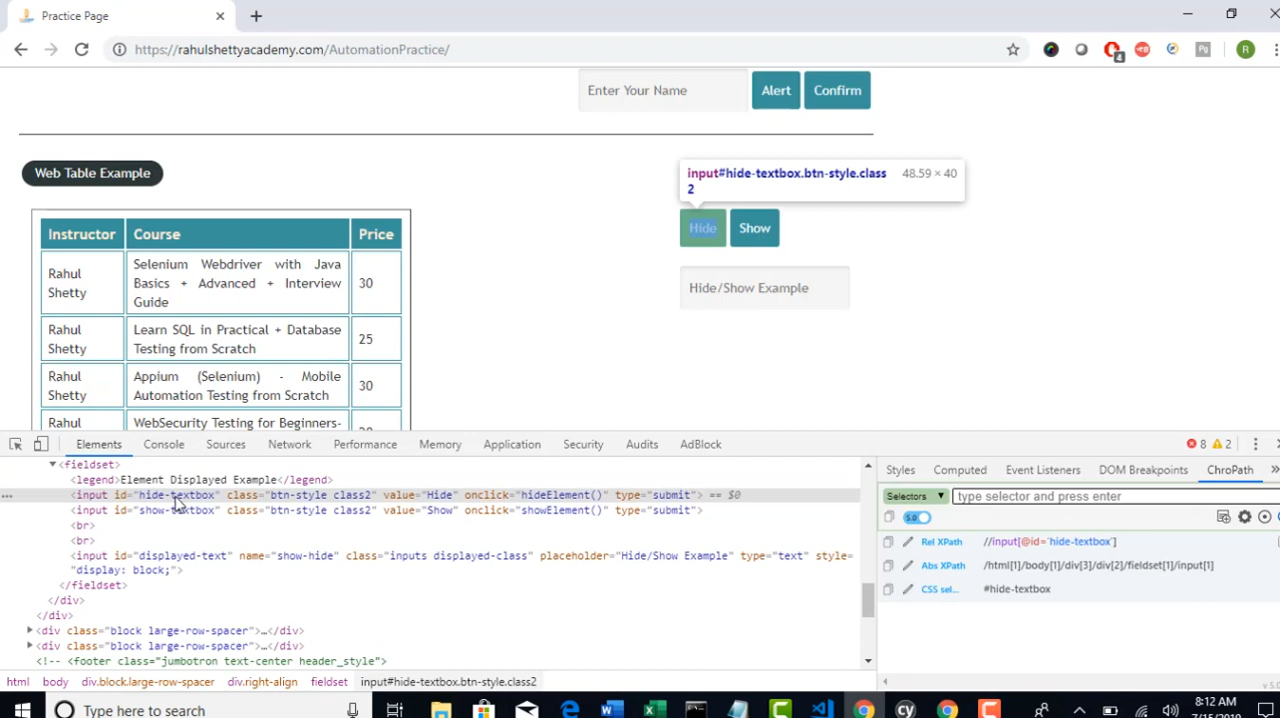 Practice Page
https://rahulshettyacademy.com/AutomationPractice/
4
R
Enter Your Name
Alert
Confirm
Web Table Example
input#hide-textbox.btn-style.class 48.59 × 40
2
Hide
Show
Hide/Show Example
Instructor Course Price
Rahul Shetty
Selenium Webdriver with Java
Basics + Advanced + Interview
Guide
30
Rahul Shetty
Learn SQL in Practical + Database
Testing from Scratch
25
Rahul Shetty
Appium (Selenium) - Mobile
Automation Testing from Scratch
30
Rahul
WebSecurity Testing for Beginners-
Elements Console Sources Network Performance Memory Application Security Audits AdBlock 8 2
<fieldset>
<legend>Element Displayed Example</legend>
<input id="hide-textbox" class="btn-style class2" value="Hide" onclick="hideElement()" type="submit"> == $0
<input id="show-textbox" class="btn-style class2" value="Show" onclick="showElement()" type="submit">
<br>
<br>
<input id="displayed-text" name="show-hide" class="inputs displayed-class" placeholder="Hide/Show Example" type="text" style=
"display: block;">
</fieldset>
</div>
</div>
<div class="block large-row-spacer">…</div>
<div class="block large-row-spacer">…</div>
<!-- <footer class="jumbotron text-center header_style">
html body div.block.large-row-spacer div.right-align fieldset input#hide-textbox.btn-style.class2
Styles Computed Event Listeners DOM Breakpoints ChroPath »
Selectors type selector and press enter
5.0
Rel XPath //input[@id='hide-textbox']
Abs XPath /html[1]/body[1]/div[3]/div[2]/fieldset[1]/input[1]
CSS sel... #hide-textbox
Type here to search
cy
8:12 AM